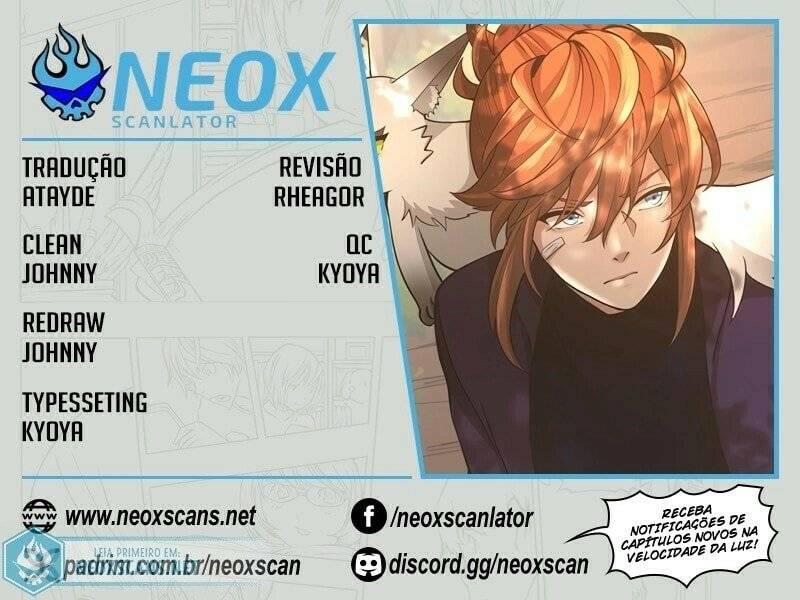 NEOX
SCANLATOR
TRADUÇÃO
ATAYDE
REVISÃO
RHEAGOR
CLEAN
JOHNNY
QC
KYOYA
REDRAW
JOHNNY
TYPESSETING
KYOYA
www.neoxscans.net
/neoxscanlator
LEIA PRIMEIRO EM:
padrim.com.br/neoxscan
discord.gg/neoxscan
RECEBA
NOTIFICAÇÕES DE
CAPÍTULOS NOVOS NA
VELOCIDADE DA LUZ!